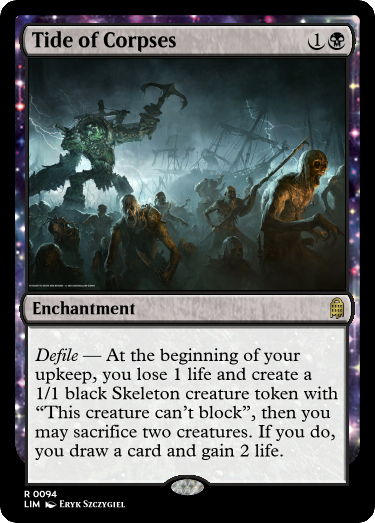 Tide of Corpses 1
Enchantment
Defile — At the beginning of your
upkeep, you lose 1 life and create a
1/1 black Skeleton creature token with
“This creature can’t block”, then you
may sacrifice two creatures. If you do,
you draw a card and gain 2 life.
R 0094
LIM Eryk Szczygiel